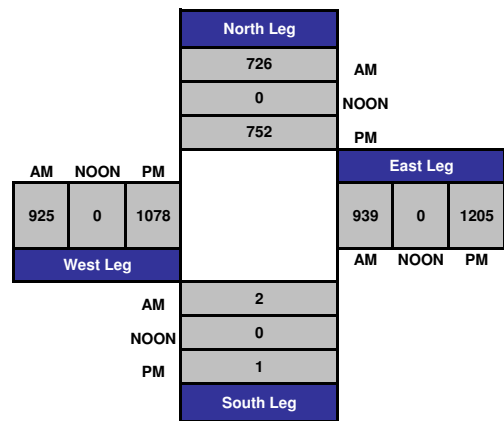 North Leg
726 AM
0 NOON
752 PM
AM NOON PM
East Leg
925 0 1078
939 0 1205
West Leg
AM NOON PM
AM 2
NOON 0
PM 1
South Leg